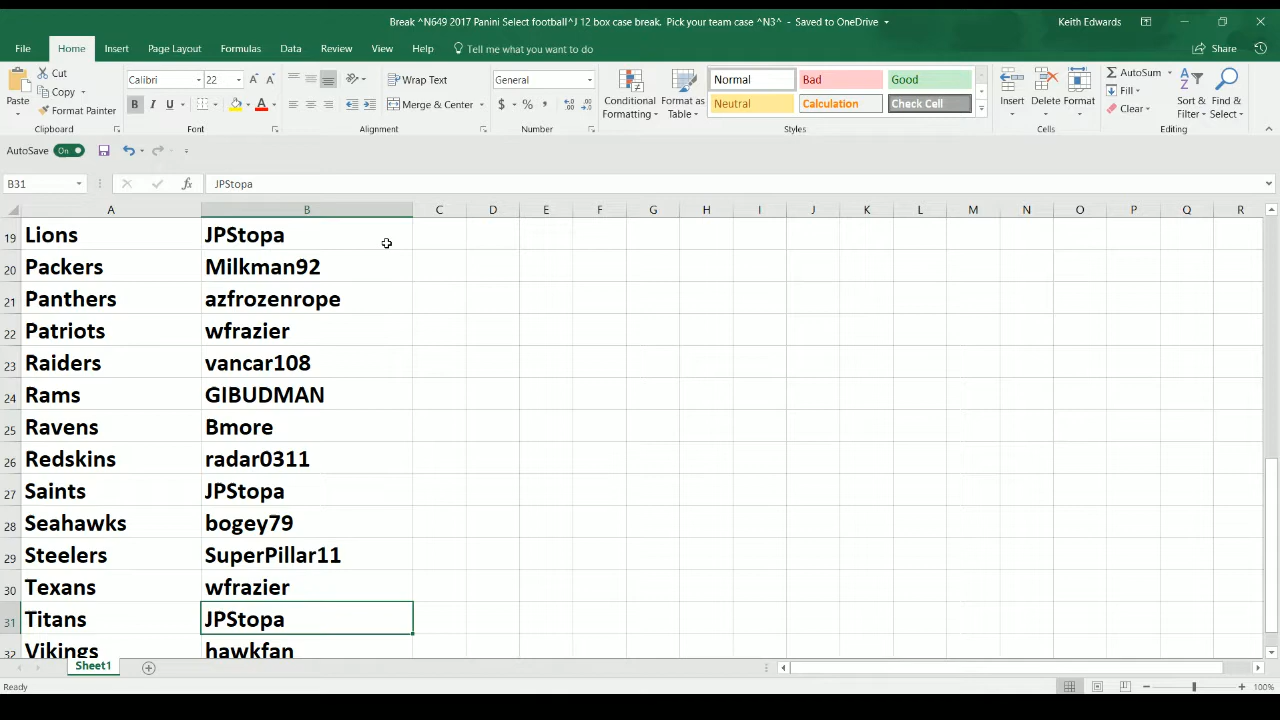 Break ^N649 2017 Panini Select football^J 12 box case break. Pick your team case ^N3^ - Saved to OneDrive
Keith Edwards
File Home Insert Page Layout Formulas Data Review View Help Tell me what you want to do Share
Paste Cut Copy Format Painter
Clipboard
Calibri 22 A A
B I U A
Font
Wrap Text
Merge & Center
Alignment
General
$ % ,
Number
Conditional Formatting
Format as Table
Normal Bad Good
Neutral Calculation Check Cell
Styles
Insert Delete Format
Cells
AutoSum
Fill
Clear
Sort & Filter
Find & Select
Editing
AutoSave On
B31 fx JPStopa
A B C D E F G H I J K L M N O P Q R
19 Lions JPStopa
20 Packers Milkman92
21 Panthers azfrozenrope
22 Patriots wfrazier
23 Raiders vancar108
24 Rams GIBUDMAN
25 Ravens Bmore
26 Redskins radar0311
27 Saints JPStopa
28 Seahawks bogey79
29 Steelers SuperPillar11
30 Texans wfrazier
31 Titans JPStopa
32 Vikings hawkfan
Sheet1
Ready 100%